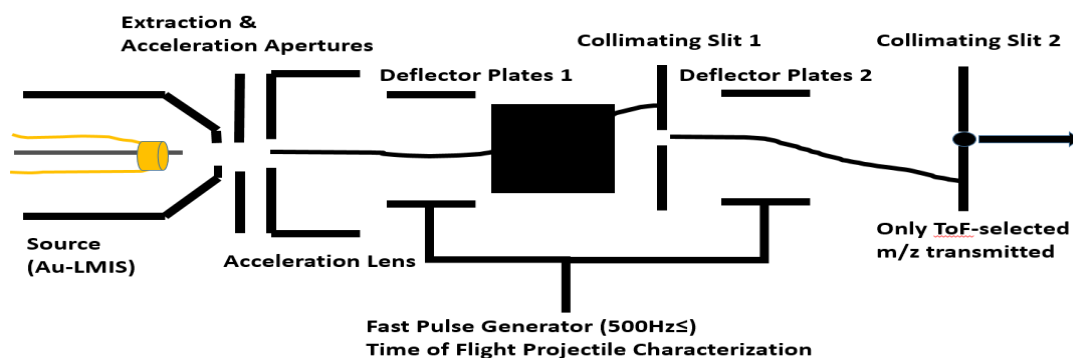 Extraction &
Acceleration Apertures
Collimating Slit 1
Collimating Slit 2
Deflector Plates 1
Deflector Plates 2
Source
(Au-LMIS)
Acceleration Lens
Only ToF-selected
m/z transmitted
Fast Pulse Generator (500Hz≤)
Time of Flight Projectile Characterization